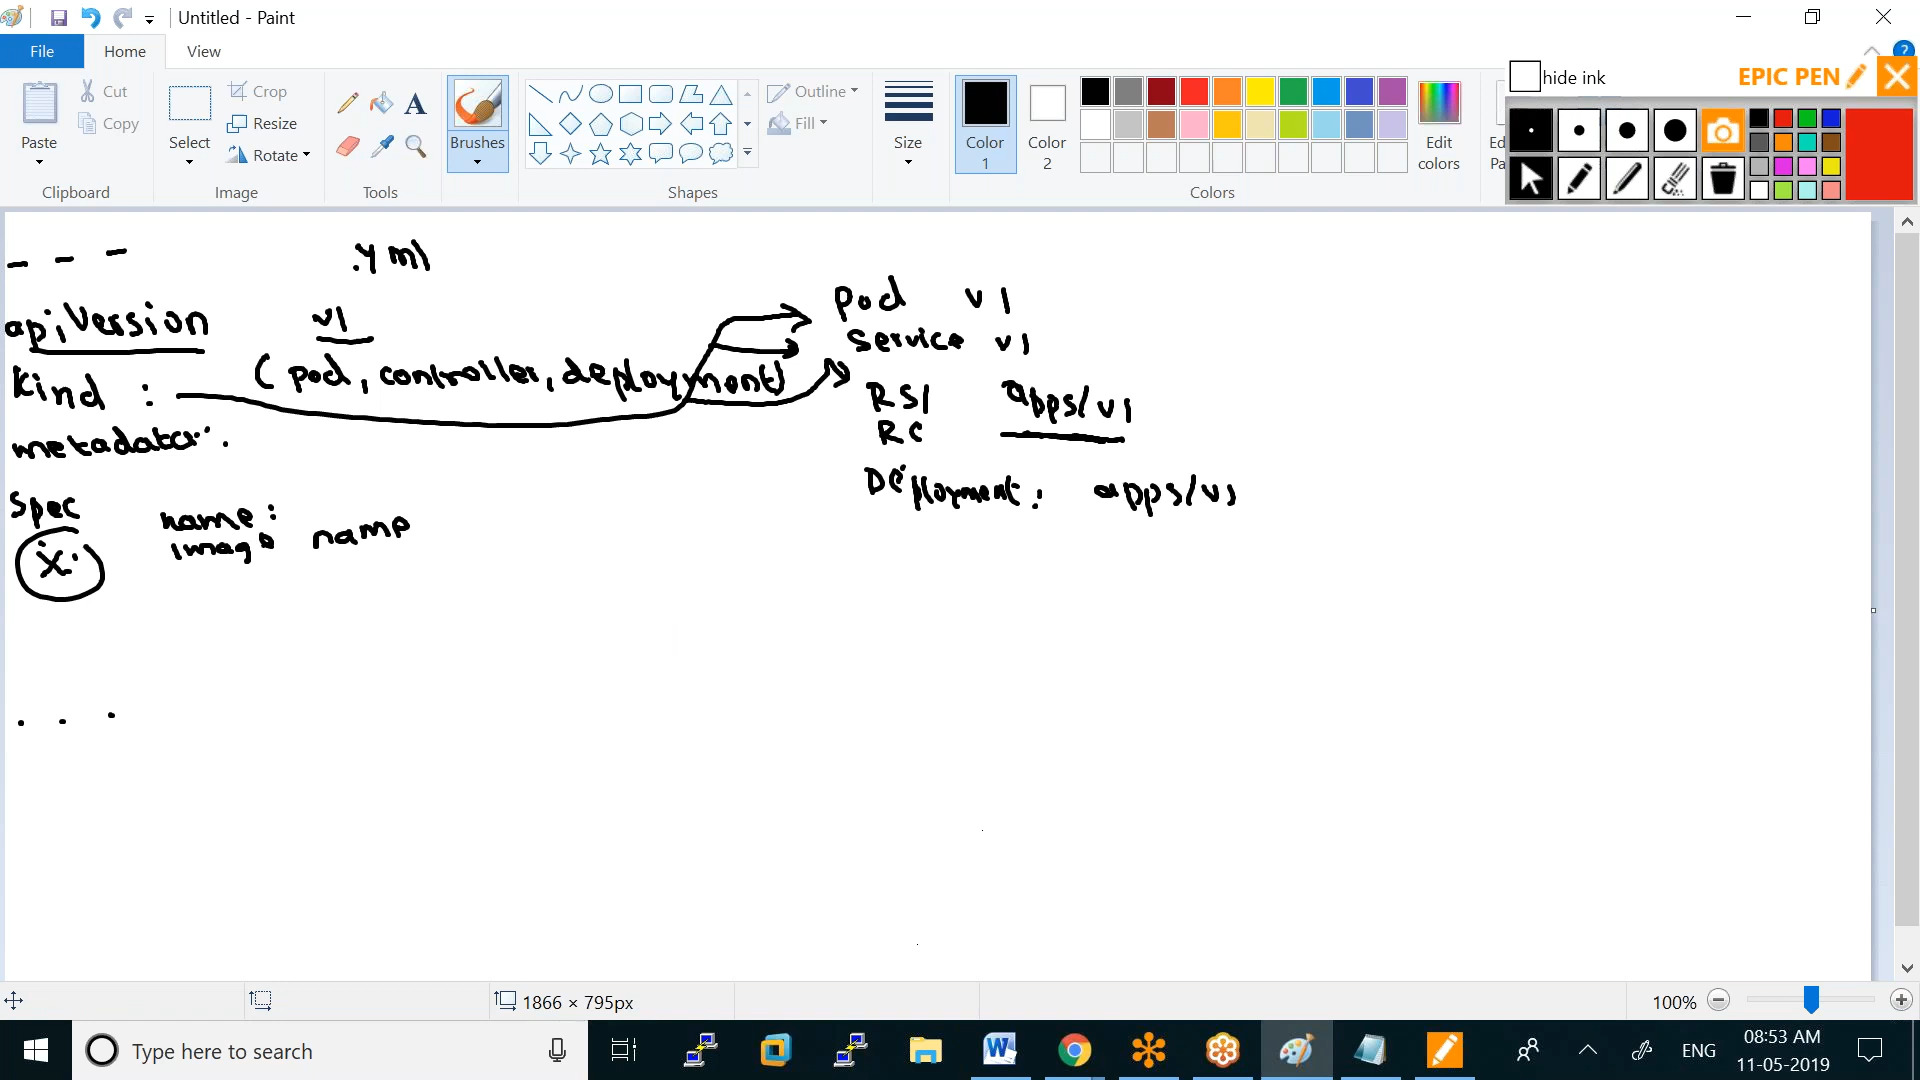 Untitled - Paint
File Home View
hide ink
EPIC PEN
Paste
Cut
Copy
Clipboard
Select
Crop
Resize
Rotate
Image
Tools
Brushes
Shapes
Outline
Fill
Size
Color 1
Color 2
Colors
Edit colors
- - - .yml
apiVersion v1
Kind : (pod, controller, deployment)
metadata:
Spec
name:
image name
x:
. . .
pod v1
service v1
RS/ apps/v1
RC
Deployment: apps/v1
1866 × 795px
100%
Type here to search
ENG
08:53 AM
11-05-2019